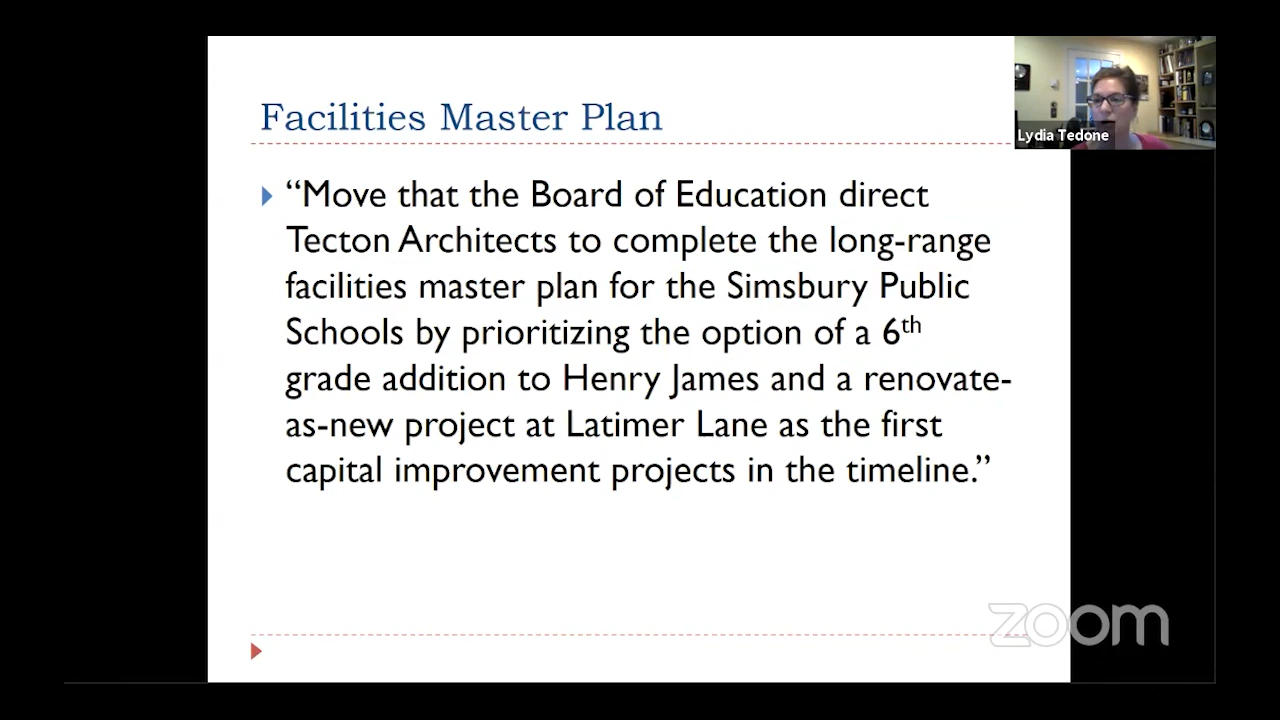 Facilities Master Plan
Lydia Tedone
“Move that the Board of Education direct
Tecton Architects to complete the long-range
facilities master plan for the Simsbury Public
Schools by prioritizing the option of a 6th
grade addition to Henry James and a renovate-
as-new project at Latimer Lane as the first
capital improvement projects in the timeline.”
zoom